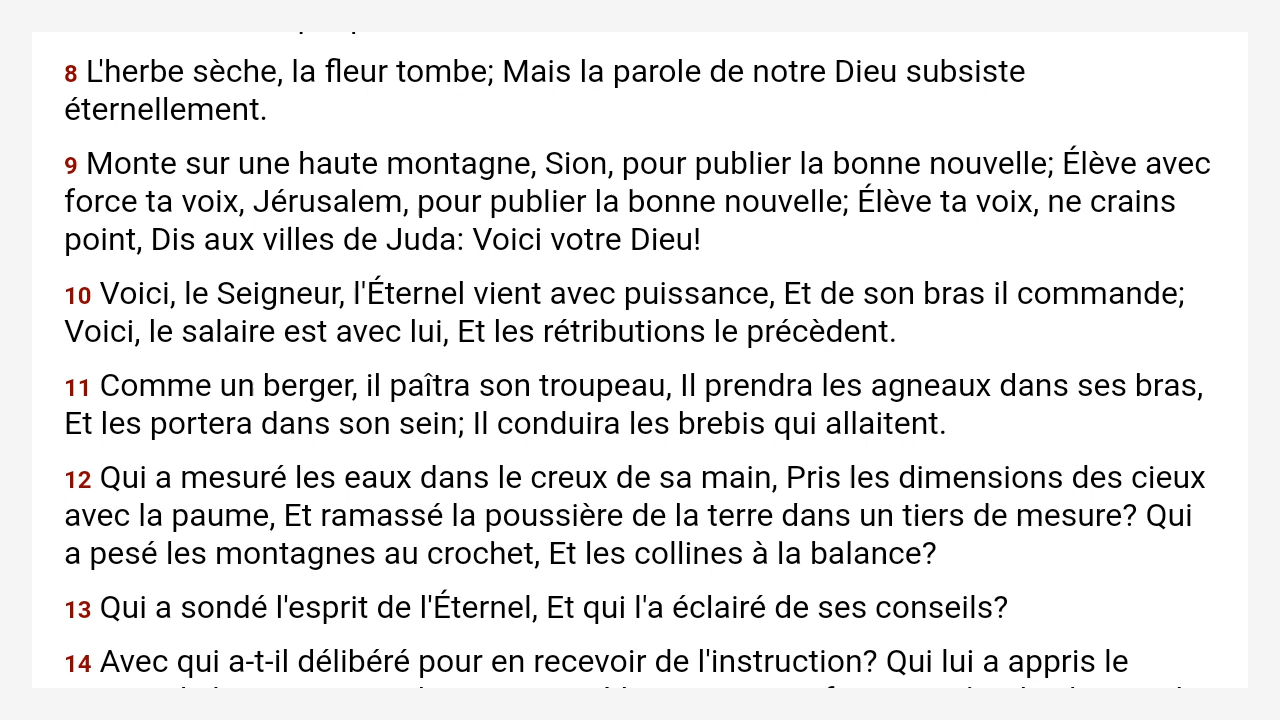 8 L'herbe sèche, la fleur tombe; Mais la parole de notre Dieu subsiste
éternellement.
9 Monte sur une haute montagne, Sion, pour publier la bonne nouvelle; Élève avec
force ta voix, Jérusalem, pour publier la bonne nouvelle; Élève ta voix, ne crains
point, Dis aux villes de Juda: Voici votre Dieu!
10 Voici, le Seigneur, l'Éternel vient avec puissance, Et de son bras il commande;
Voici, le salaire est avec lui, Et les rétributions le précèdent.
11 Comme un berger, il paîtra son troupeau, Il prendra les agneaux dans ses bras,
Et les portera dans son sein; Il conduira les brebis qui allaitent.
12 Qui a mesuré les eaux dans le creux de sa main, Pris les dimensions des cieux
avec la paume, Et ramassé la poussière de la terre dans un tiers de mesure? Qui
a pesé les montagnes au crochet, Et les collines à la balance?
13 Qui a sondé l'esprit de l'Éternel, Et qui l'a éclairé de ses conseils?
14 Avec qui a-t-il délibéré pour en recevoir de l'instruction? Qui lui a appris le